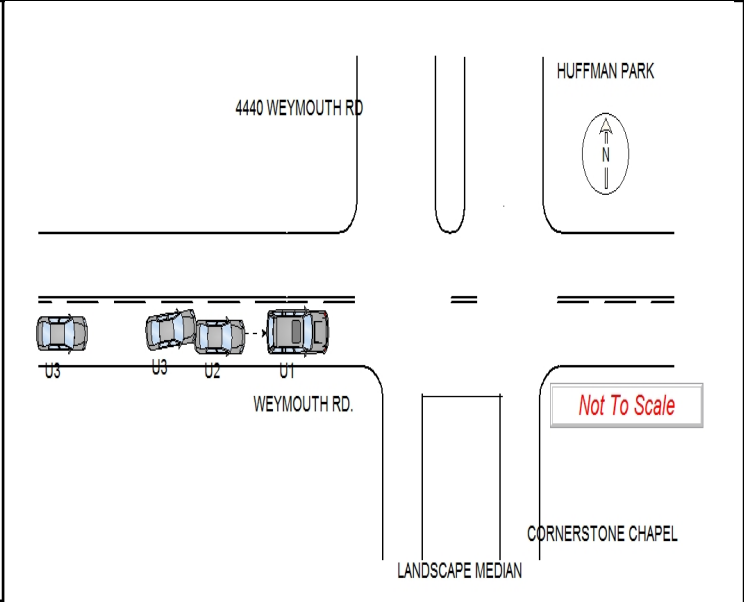 HUFFMAN PARK
4440 WEYMOUTH RD
N
U3
U3
U2
U1
WEYMOUTH RD.
Not To Scale
CORNERSTONE CHAPEL
LANDSCAPE MEDIAN